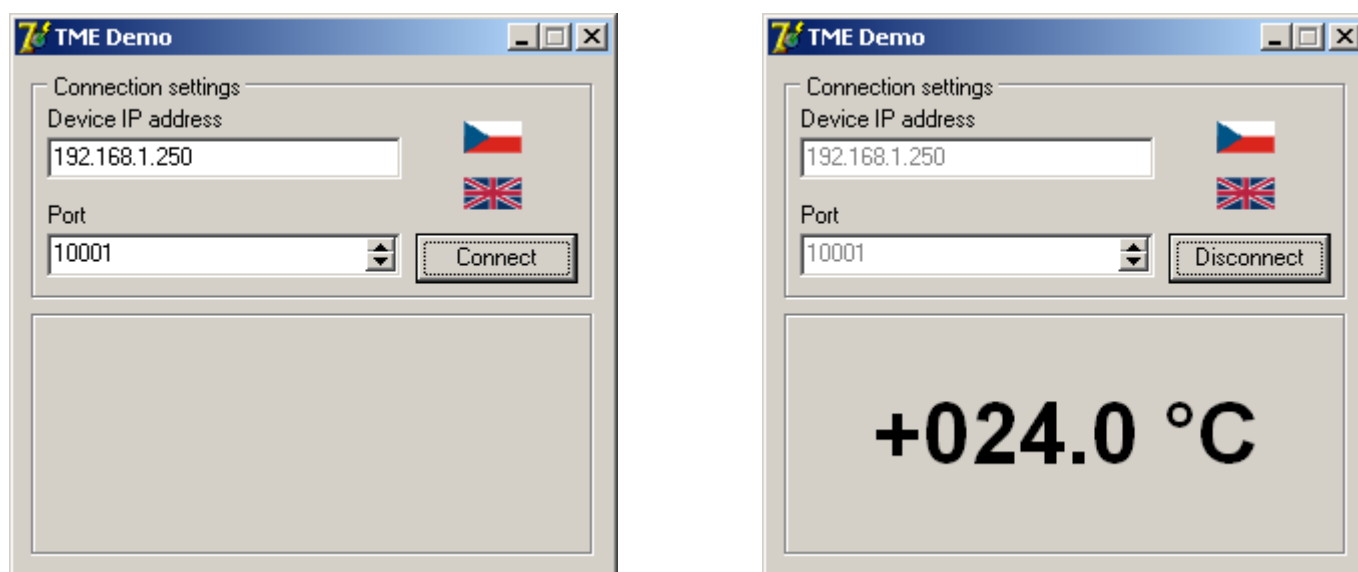 TME Demo
Connection settings
Device IP address
192.168.1.250
Port
10001
Connect
TME Demo
Connection settings
Device IP address
192.168.1.250
Port
10001
Disconnect
+024.0 °C